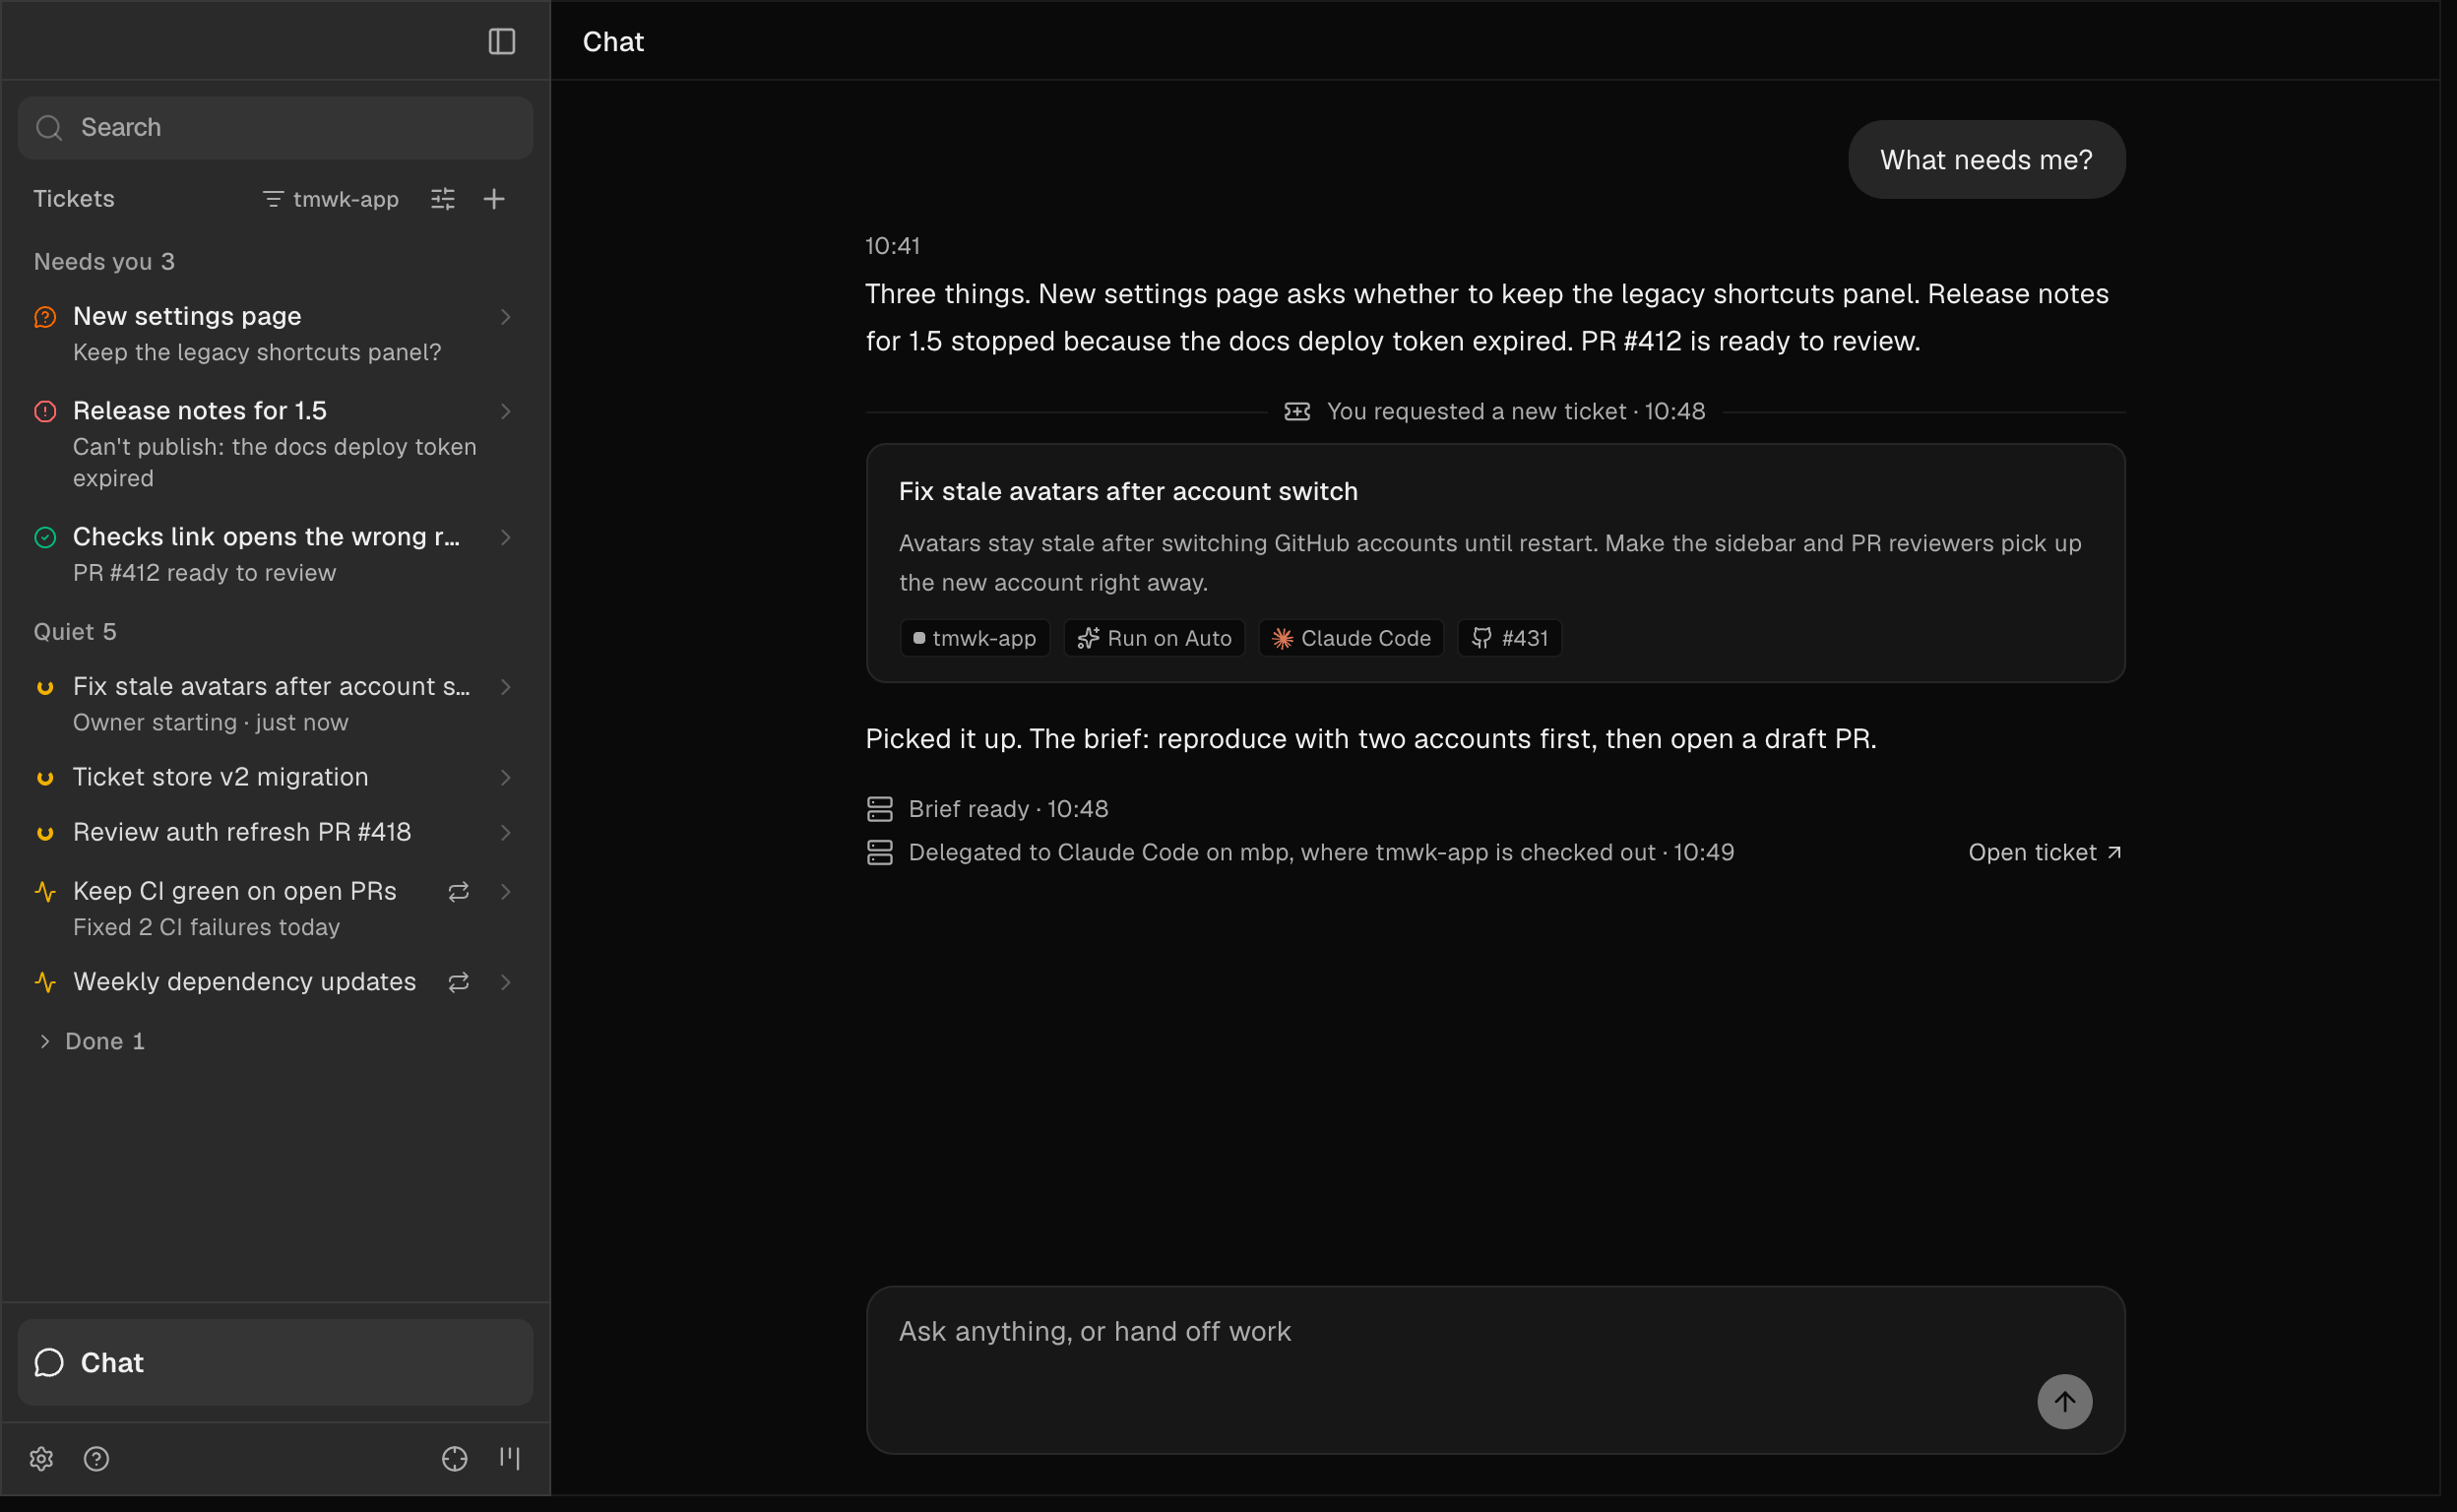 Chat
Search
Tickets
tmwk-app
Needs you 3
New settings page
Keep the legacy shortcuts panel?
Release notes for 1.5
Can't publish: the docs deploy token
expired
Checks link opens the wrong r...
PR #412 ready to review
Quiet 5
Fix stale avatars after account s...
Owner starting · just now
Ticket store v2 migration
Review auth refresh PR #418
Keep CI green on open PRs
Fixed 2 CI failures today
Weekly dependency updates
Done 1
Chat
What needs me?
10:41
Three things. New settings page asks whether to keep the legacy shortcuts panel. Release notes
for 1.5 stopped because the docs deploy token expired. PR #412 is ready to review.
You requested a new ticket · 10:48
Fix stale avatars after account switch
Avatars stay stale after switching GitHub accounts until restart. Make the sidebar and PR reviewers pick up
the new account right away.
tmwk-app Run on Auto Claude Code #431
Picked it up. The brief: reproduce with two accounts first, then open a draft PR.
Brief ready · 10:48
Delegated to Claude Code on mbp, where tmwk-app is checked out · 10:49
Open ticket
Ask anything, or hand off work